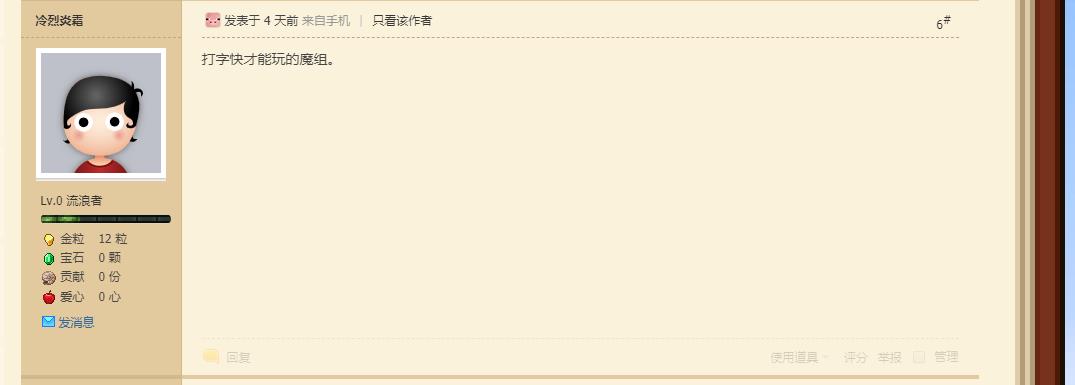 冷烈炎霜
发表于 4 天前 来自手机 | 只看该作者
6#
打字快才能玩的魔组。
Lv.0 流浪者
金粒 12 粒
宝石 0 颗
贡献 0 份
爱心 0 心
发消息
回复
使用道具 评分 举报 管理